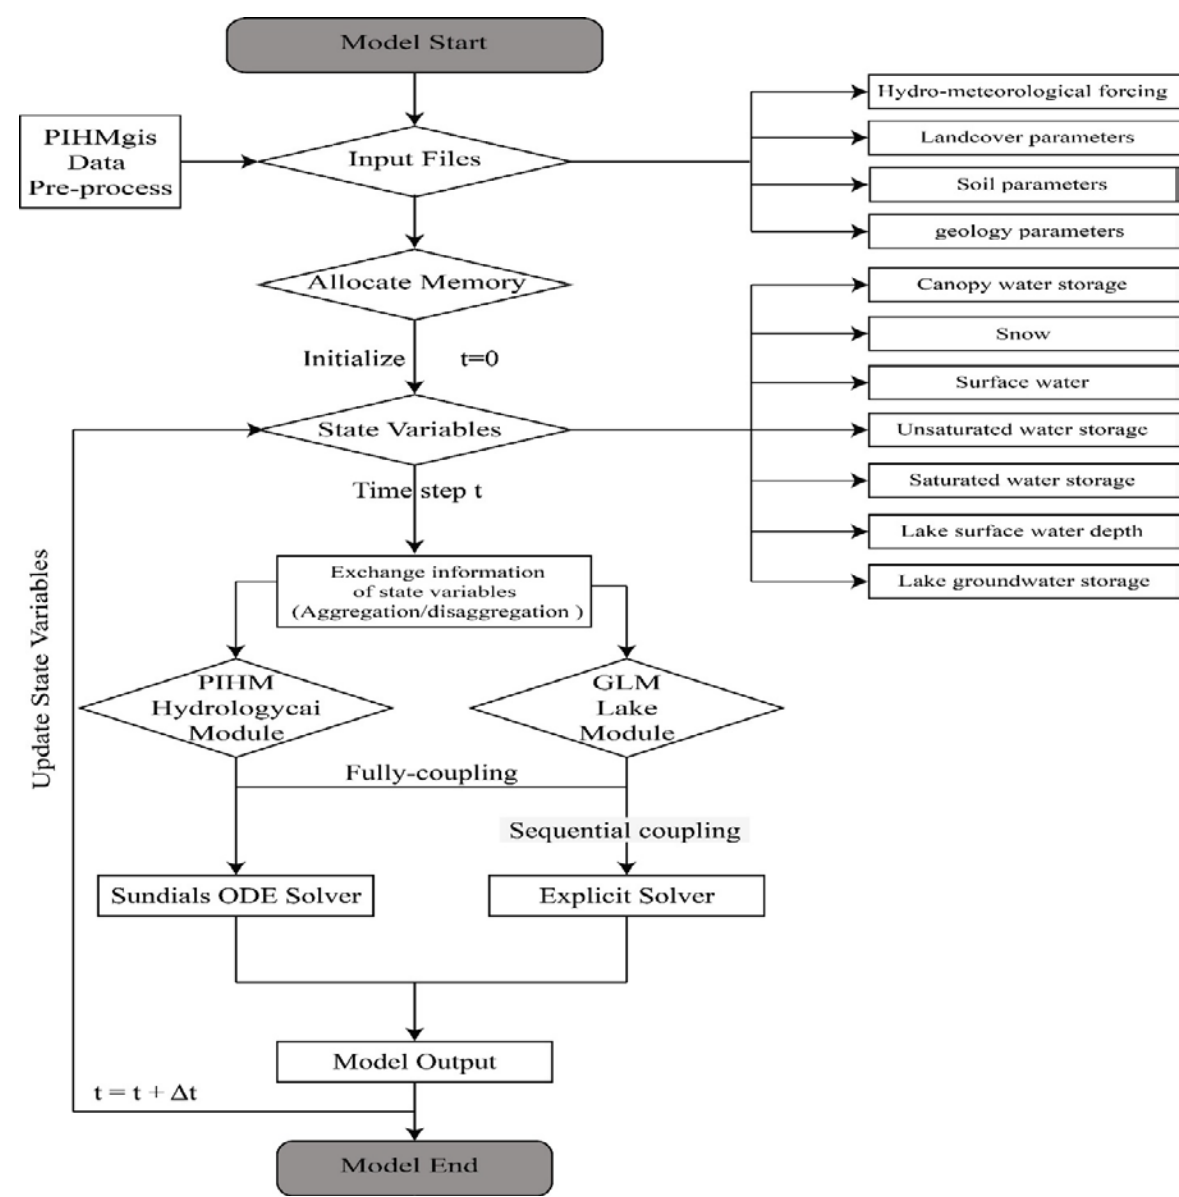 Model Start
PIHMgis
Data
Pre-process
Input Files
Hydro-meteorological forcing
Landcover parameters
Soil parameters
geology parameters
Allocate Memory
Initialize t=0
State Variables
Canopy water storage
Snow
Surface water
Unsaturated water storage
Saturated water storage
Lake surface water depth
Lake groundwater storage
Time step t
Exchange information
of state variables
(Aggregation/disaggregation )
Update State Variables
PIHM
Hydrologycai
Module
GLM
Lake
Module
Fully-coupling
Sequential coupling
Sundials ODE Solver
Explicit Solver
Model Output
t = t + Δt
Model End